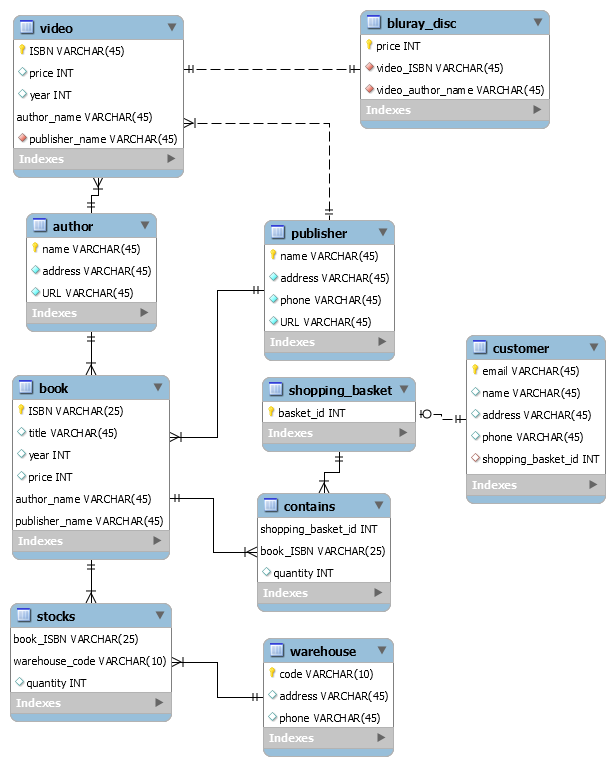 video
ISBN VARCHAR(45)
price INT
year INT
author_name VARCHAR(45)
publisher_name VARCHAR(45)
Indexes
bluray_disc
price INT
video_ISBN VARCHAR(45)
video_author_name VARCHAR(45)
Indexes
author
name VARCHAR(45)
address VARCHAR(45)
URL VARCHAR(45)
Indexes
publisher
name VARCHAR(45)
address VARCHAR(45)
phone VARCHAR(45)
URL VARCHAR(45)
Indexes
book
ISBN VARCHAR(25)
title VARCHAR(45)
year INT
price INT
author_name VARCHAR(45)
publisher_name VARCHAR(45)
Indexes
shopping_basket
basket_id INT
Indexes
customer
email VARCHAR(45)
name VARCHAR(45)
address VARCHAR(45)
phone VARCHAR(45)
shopping_basket_id INT
Indexes
contains
shopping_basket_id INT
book_ISBN VARCHAR(25)
quantity INT
Indexes
stocks
book_ISBN VARCHAR(25)
warehouse_code VARCHAR(10)
quantity INT
Indexes
warehouse
code VARCHAR(10)
address VARCHAR(45)
phone VARCHAR(45)
Indexes